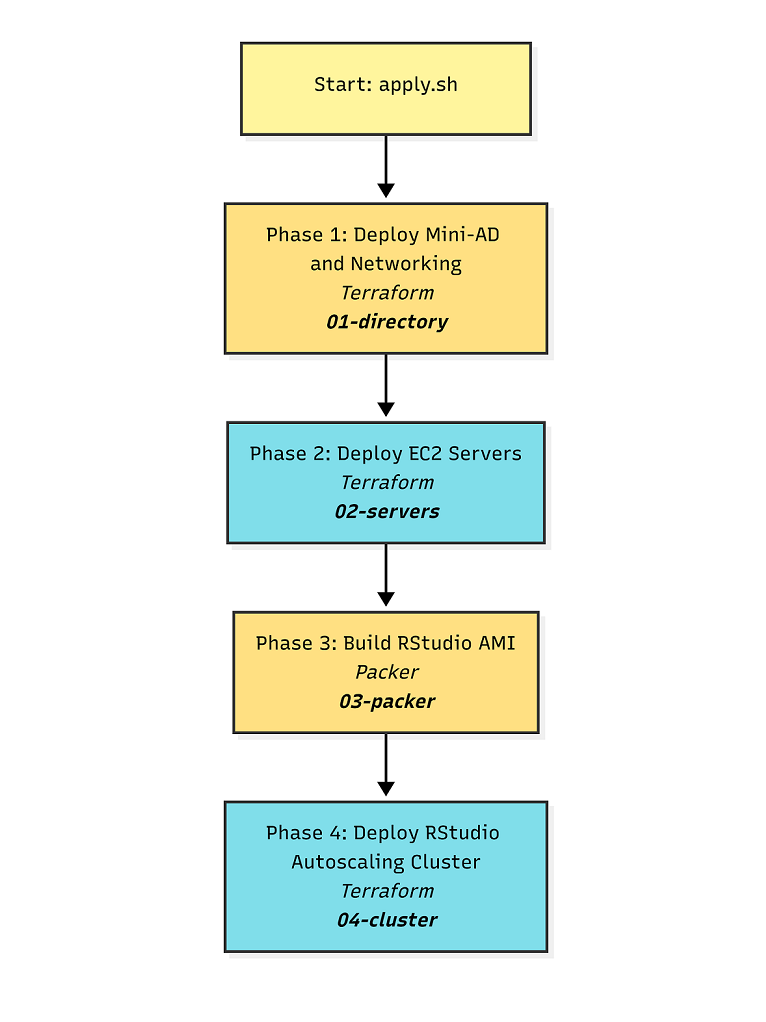 Start: apply.sh
Phase 1: Deploy Mini-AD
and Networking
Terraform
01-directory
Phase 2: Deploy EC2 Servers
Terraform
02-servers
Phase 3: Build RStudio AMI
Packer
03-packer
Phase 4: Deploy RStudio
Autoscaling Cluster
Terraform
04-cluster